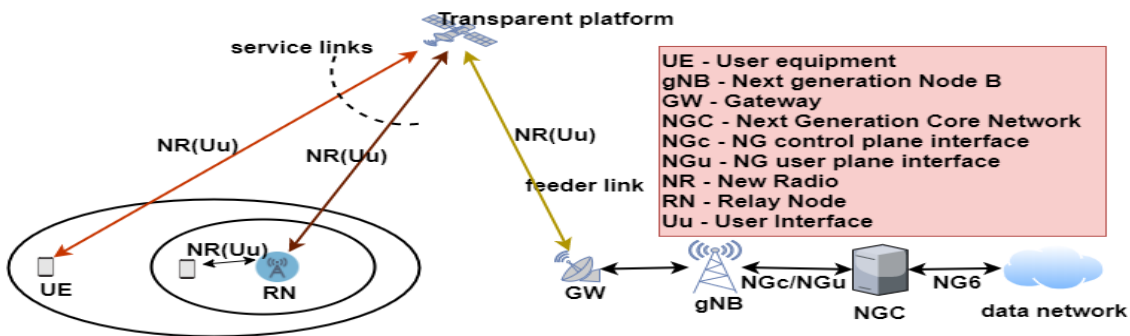 Transparent platform
service links
NR(Uu)
NR(Uu)
NR(Uu)
feeder link
UE - User equipment
gNB - Next generation Node B
GW - Gateway
NGC - Next Generation Core Network
NGc - NG control plane interface
NGu - NG user plane interface
NR - New Radio
RN - Relay Node
Uu - User Interface
NR(Uu)
UE
RN
GW
gNB
NGc/NGu
NGC
NG6
data network